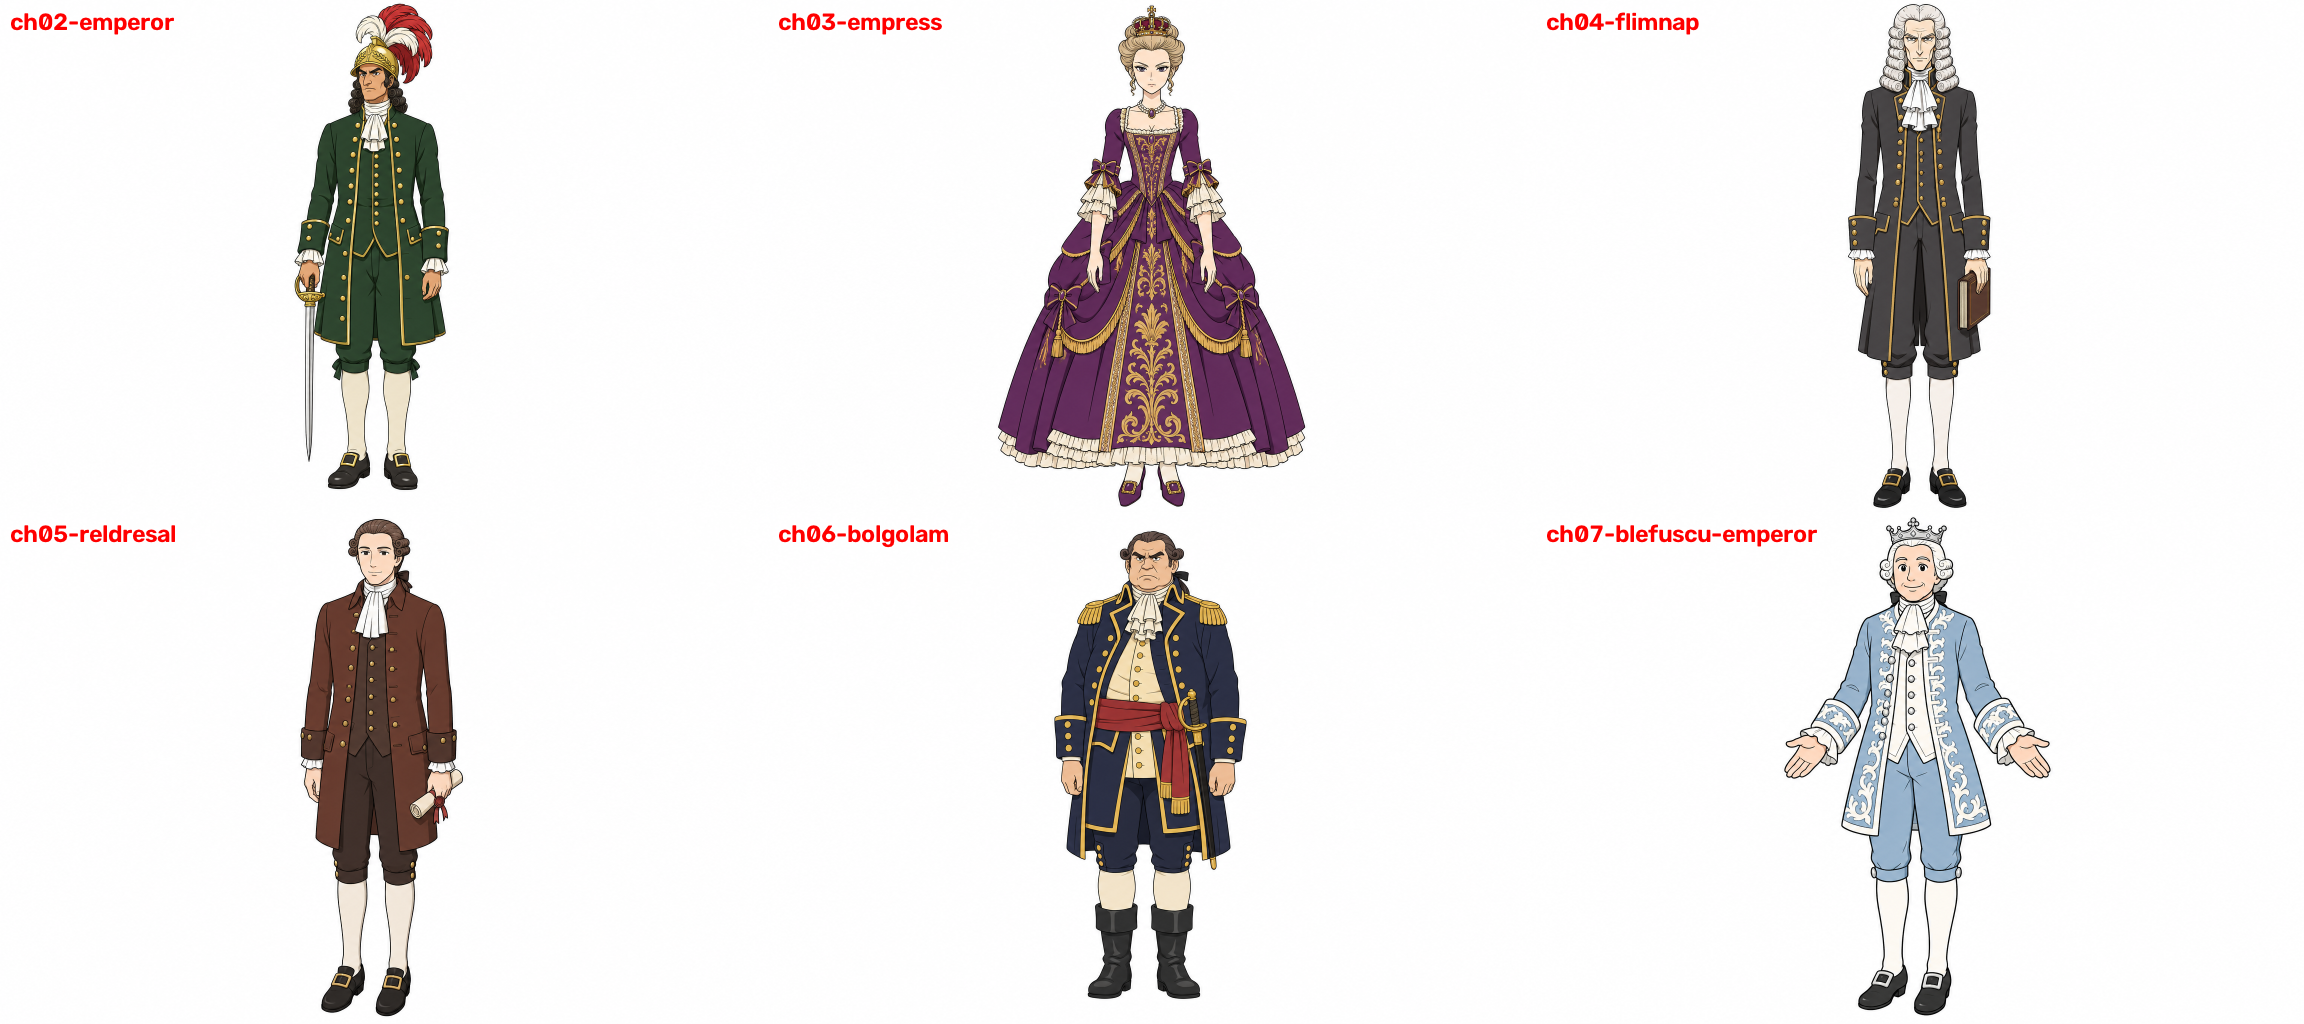 ch02-emperor
ch03-empress
ch04-flimnap
ch05-reldresal
ch06-bolgolam
ch07-blefuscu-emperor